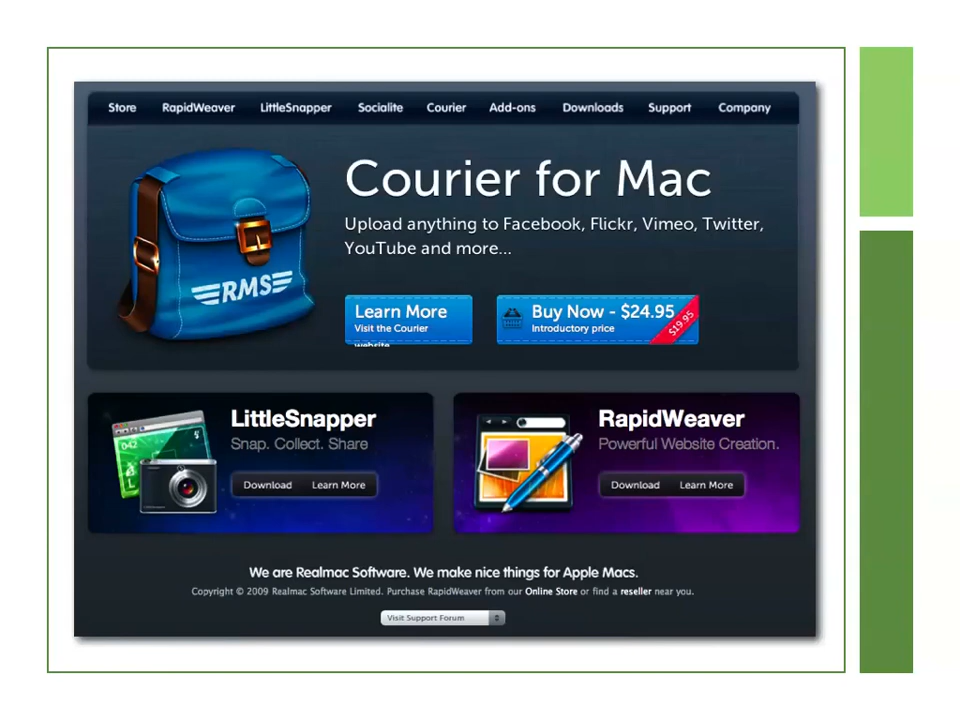 Store RapidWeaver LittleSnapper Socialite Courier Add-ons Downloads Support Company
Courier for Mac
Upload anything to Facebook, Flickr, Vimeo, Twitter,
YouTube and more...
RMS
Learn More
Visit the Courier
website
Buy Now - $24.95
Introductory price
$19.95
LittleSnapper
Snap. Collect. Share
Download Learn More
RapidWeaver
Powerful Website Creation.
Download Learn More
We are Realmac Software. We make nice things for Apple Macs.
Copyright © 2009 Realmac Software Limited. Purchase RapidWeaver from our Online Store or find a reseller near you.
Visit Support Forum